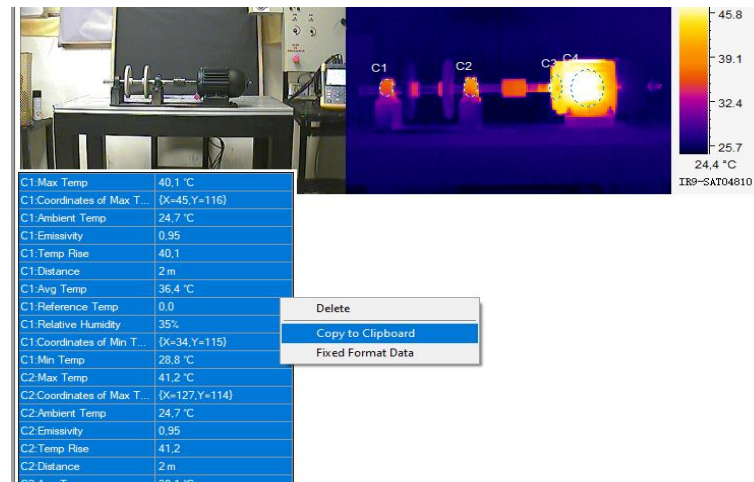 45.8
39.1
32.4
25.7
24,4 °C
IR9-SAT04810
C1
C2
C3
C4
C1:Max Temp 40,1 °C
C1:Coordinates of Max T... {X=45,Y=116}
C1:Ambient Temp 24,7 °C
C1:Emissivity 0,95
C1:Temp Rise 40,1
C1:Distance 2 m
C1:Avg Temp 36,4 °C
C1:Reference Temp 0,0
C1:Relative Humidity 35%
C1:Coordinates of Min T... {X=34,Y=115}
C1:Min Temp 28,8 °C
C2:Max Temp 41,2 °C
C2:Coordinates of Max T... {X=127,Y=114}
C2:Ambient Temp 24,7 °C
C2:Emissivity 0,95
C2:Temp Rise 41,2
C2:Distance 2 m
Delete
Copy to Clipboard
Fixed Format Data